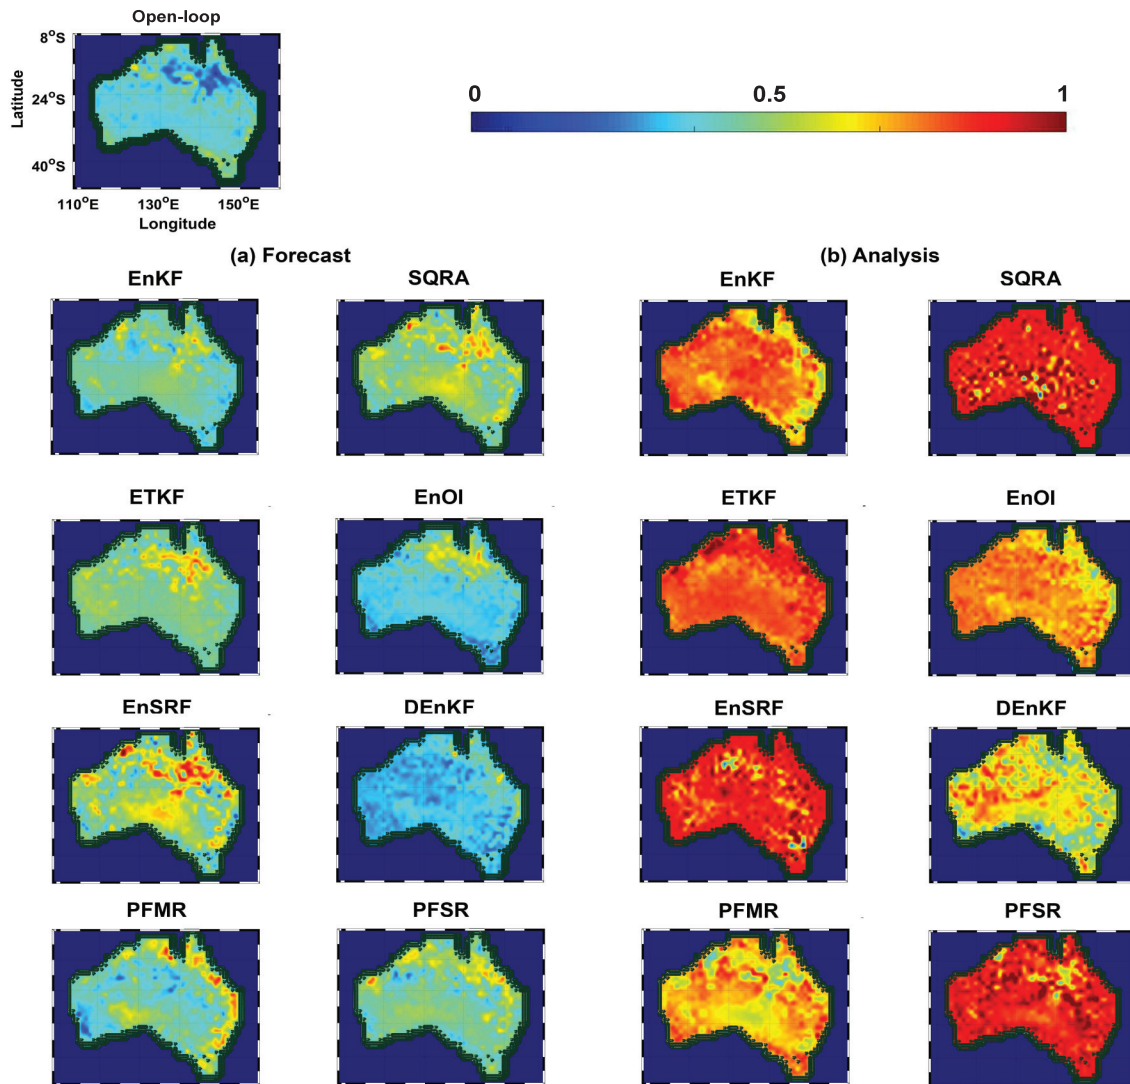 Open-loop
8°S
24°S
40°S
Latitude
110°E 130°E 150°E
Longitude
0 0.5 1
(a) Forecast (b) Analysis
EnKF SQRA EnKF SQRA
ETKF EnOI ETKF EnOI
EnSRF DEnKF EnSRF DEnKF
PFMR PFSR PFMR PFSR